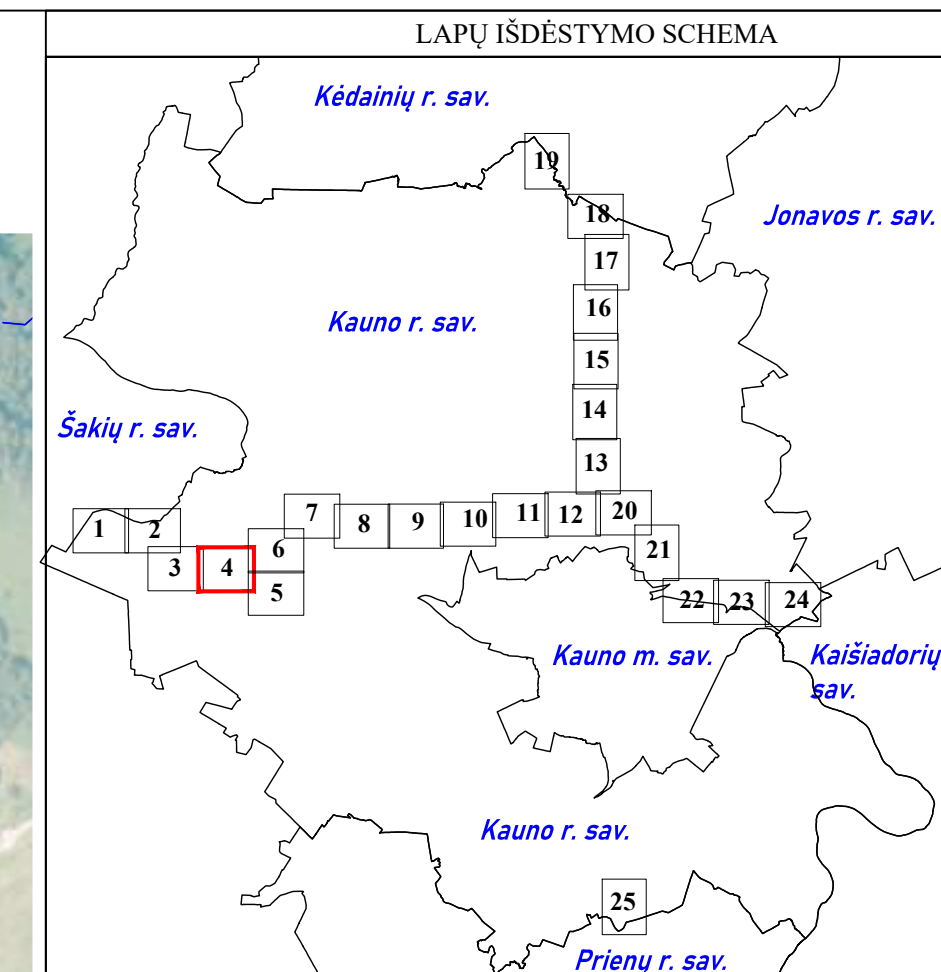 LAPŲ IŠDĖSTYMO SCHEMA
Kėdainių r. sav.
19
18
Jonavos r. sav.
17
16
Kauno r. sav.
15
14
Šakių r. sav.
13
7
8
9
10
11
12
20
1
2
6
21
3
4
5
22
23
24
Kauno m. sav.
Kaišiadorių
sav.
Kauno r. sav.
25
Prienų r. sav.